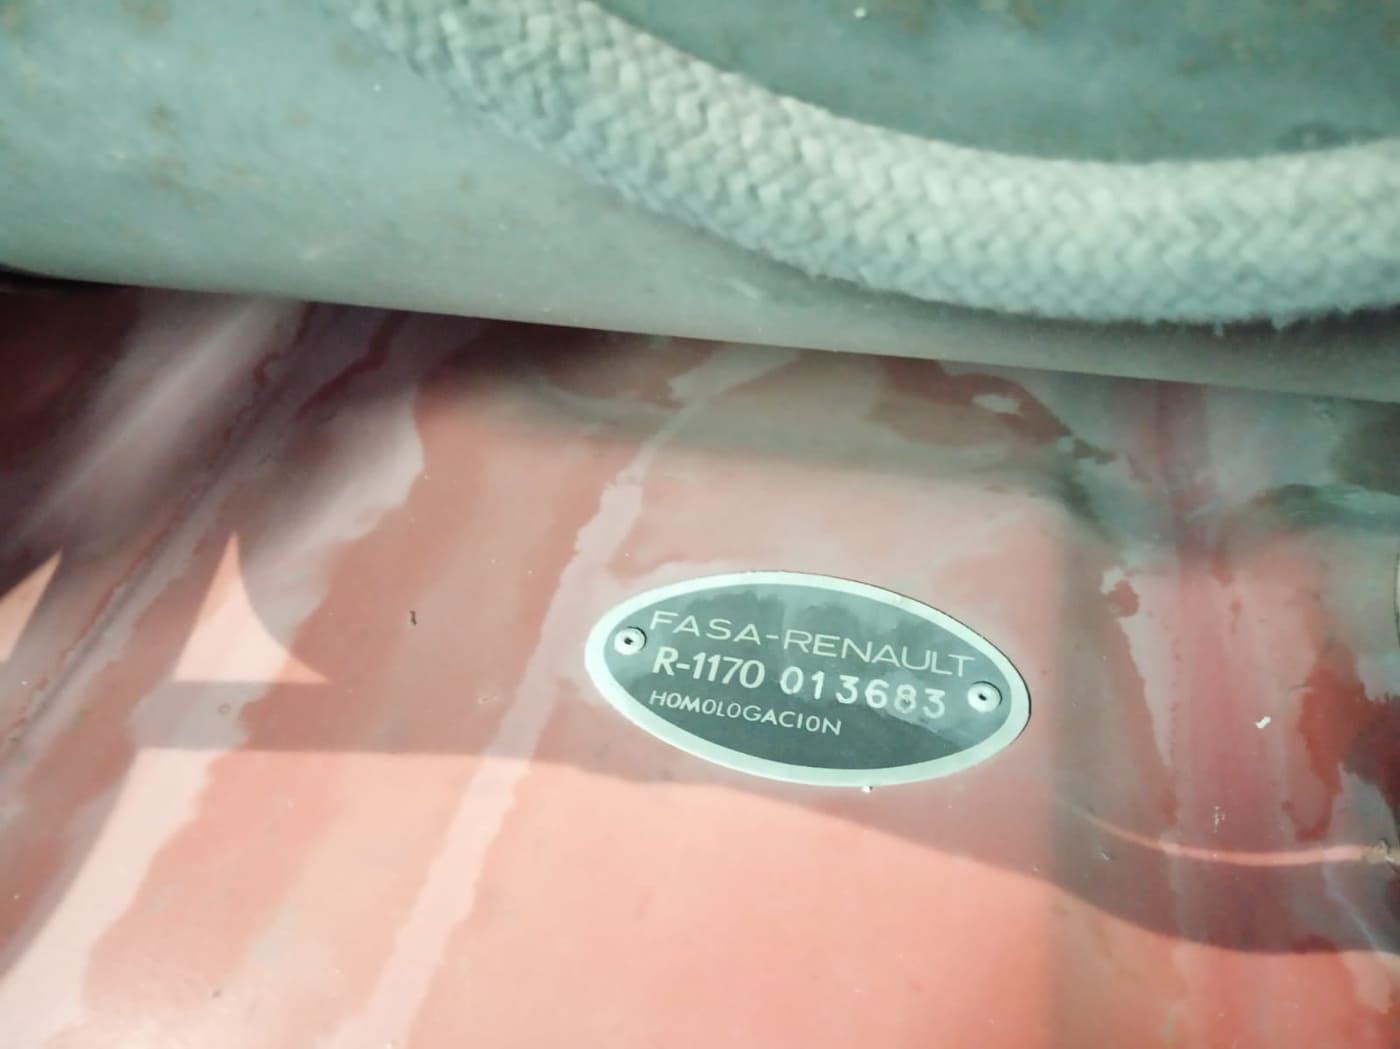 FASA-RENAULT
R-1170 013683
HOMOLOGACION